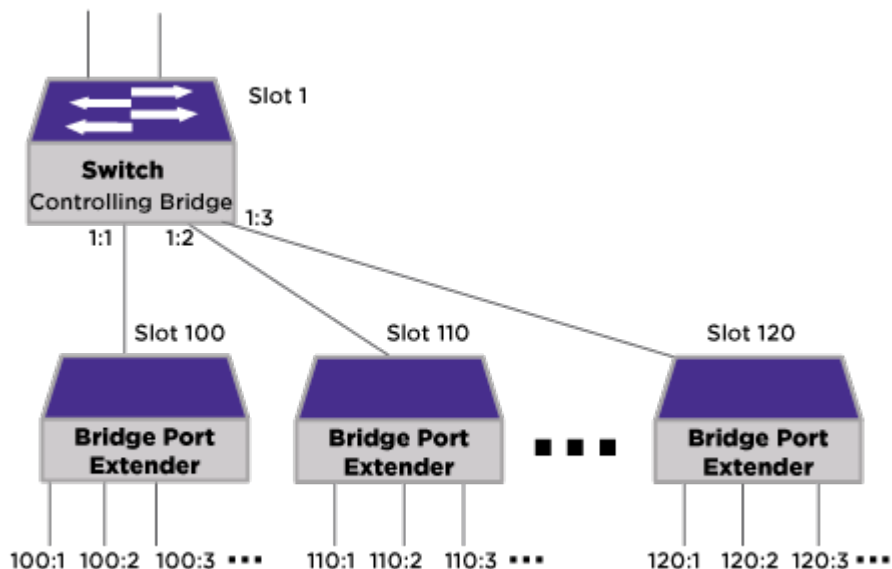 Slot 1
Switch
Controlling Bridge
1:1
1:2
1:3
Slot 100
Slot 110
Slot 120
Bridge Port
Extender
Bridge Port
Extender
Bridge Port
Extender
100:1 100:2 100:3
110:1 110:2 110:3
120:1 120:2 120:3